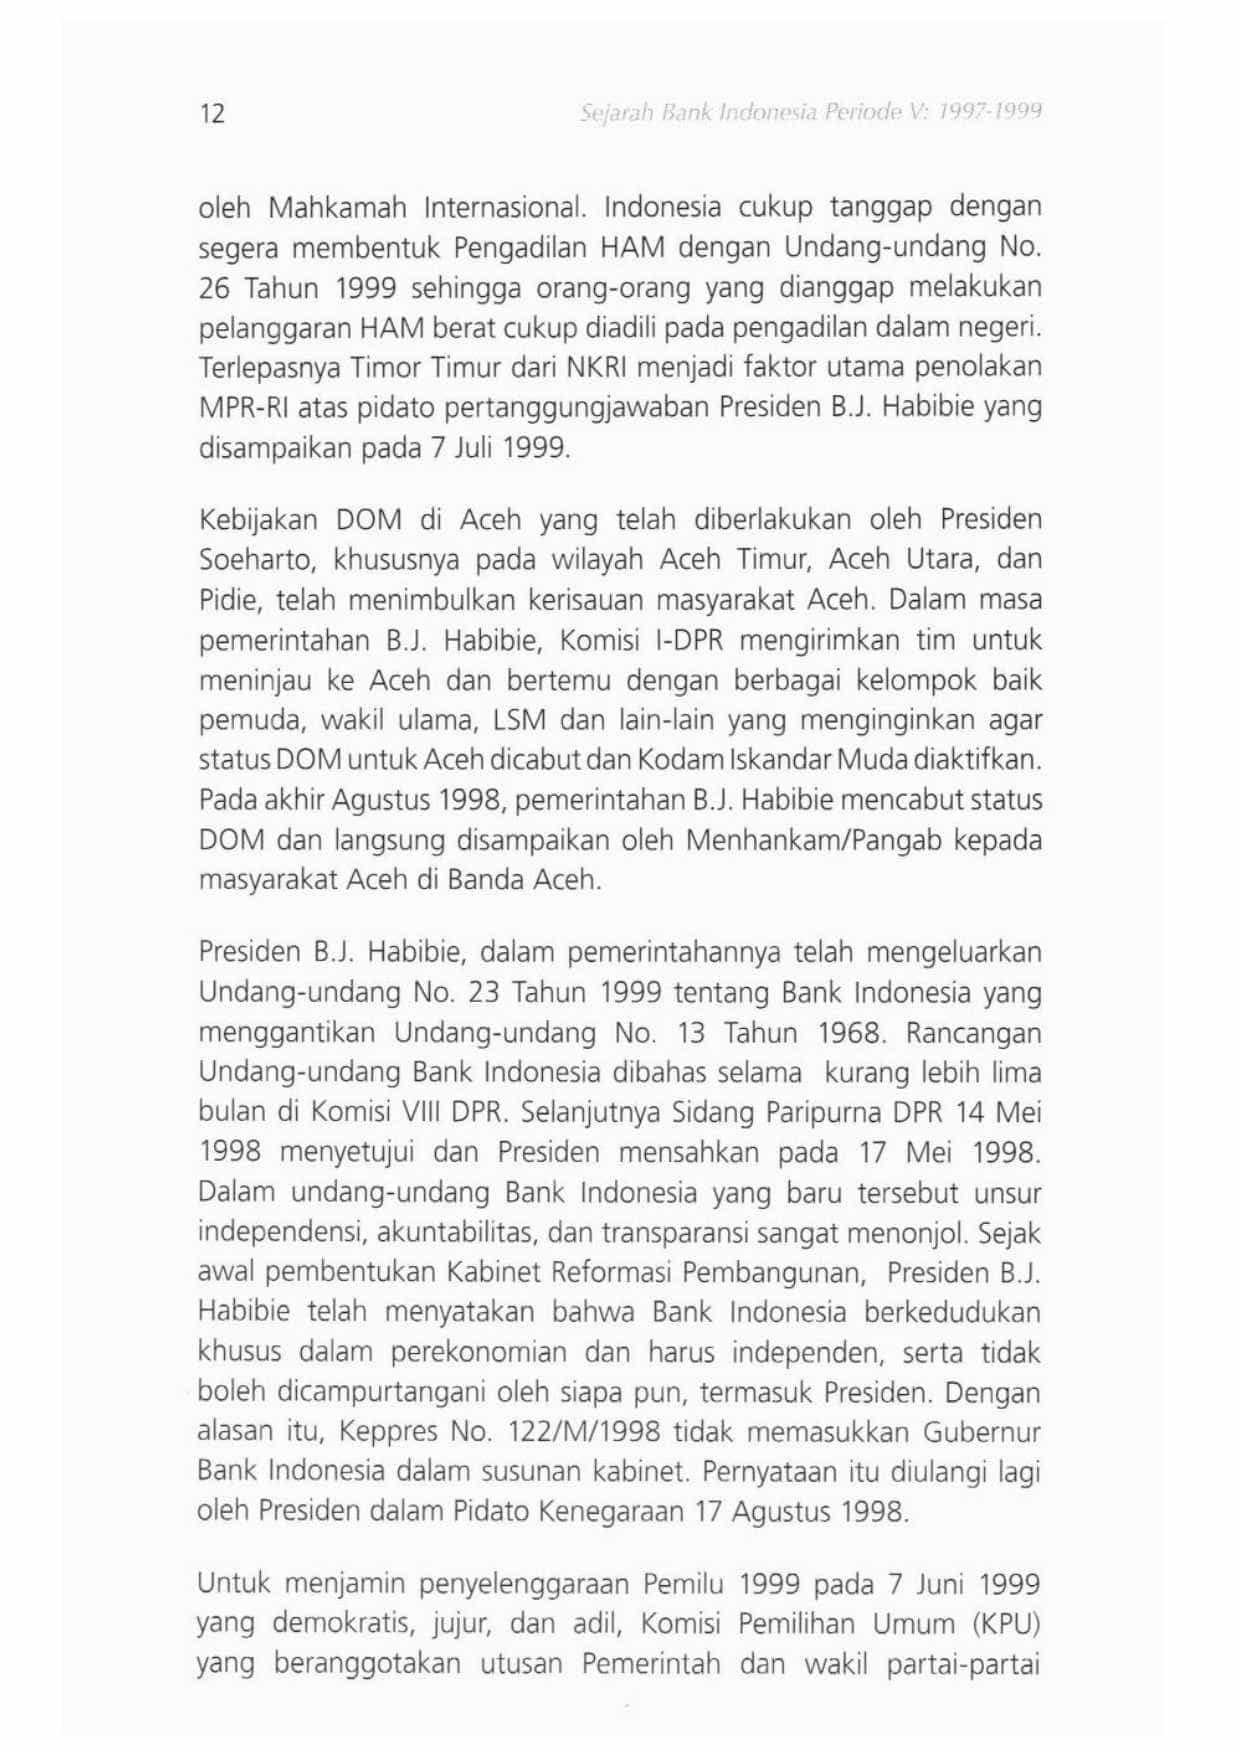 12
Sejarah Bank Indonesia Periode V: 1997-1999
oleh Mahkamah Internasional. Indonesia cukup tanggap dengan
segera membentuk Pengadilan HAM dengan Undang-undang No.
26 Tahun 1999 sehingga orang-orang yang dianggap melakukan
pelanggaran HAM berat cukup diadili pada pengadilan dalam negeri.
Terlepasnya Timor Timur dari NKRI menjadi faktor utama penolakan
MPR-RI atas pidato pertanggungjawaban Presiden B.J. Habibie yang
disampaikan pada 7 Juli 1999.
Kebijakan DOM di Aceh yang telah diberlakukan oleh Presiden
Soeharto, khususnya pada wilayah Aceh Timur, Aceh Utara, dan
Pidie, telah menimbulkan kerisauan masyarakat Aceh. Dalam masa
pemerintahan B.J. Habibie, Komisi I-DPR mengirimkan tim untuk
meninjau ke Aceh dan bertemu dengan berbagai kelompok baik
pemuda, wakil ulama, LSM dan lain-lain yang menginginkan agar
status DOM untuk Aceh dicabut dan Kodam Iskandar Muda diaktifkan.
Pada akhir Agustus 1998, pemerintahan B.J. Habibie mencabut status
DOM dan langsung disampaikan oleh Menhankam/Pangab kepada
masyarakat Aceh di Banda Aceh.
Presiden B.J. Habibie, dalam pemerintahannya telah mengeluarkan
Undang-undang No. 23 Tahun 1999 tentang Bank Indonesia yang
menggantikan Undang-undang No. 13 Tahun 1968. Rancangan
Undang-undang Bank Indonesia dibahas selama kurang lebih lima
bulan di Komisi VIII DPR. Selanjutnya Sidang Paripurna DPR 14 Mei
1998 menyetujui dan Presiden mensahkan pada 17 Mei 1998.
Dalam undang-undang Bank Indonesia yang baru tersebut unsur
independensi, akuntabilitas, dan transparansi sangat menonjol. Sejak
awal pembentukan Kabinet Reformasi Pembangunan, Presiden B.J.
Habibie telah menyatakan bahwa Bank Indonesia berkedudukan
khusus dalam perekonomian dan harus independen, serta tidak
boleh dicampurtangani oleh siapa pun, termasuk Presiden. Dengan
alasan itu, Keppres No. 122/M/1998 tidak memasukkan Gubernur
Bank Indonesia dalam susunan kabinet. Pernyataan itu diulangi lagi
oleh Presiden dalam Pidato Kenegaraan 17 Agustus 1998.
Untuk menjamin penyelenggaraan Pemilu 1999 pada 7 Juni 1999
yang demokratis, jujur, dan adil, Komisi Pemilihan Umum (KPU)
yang beranggotakan utusan Pemerintah dan wakil partai-partai